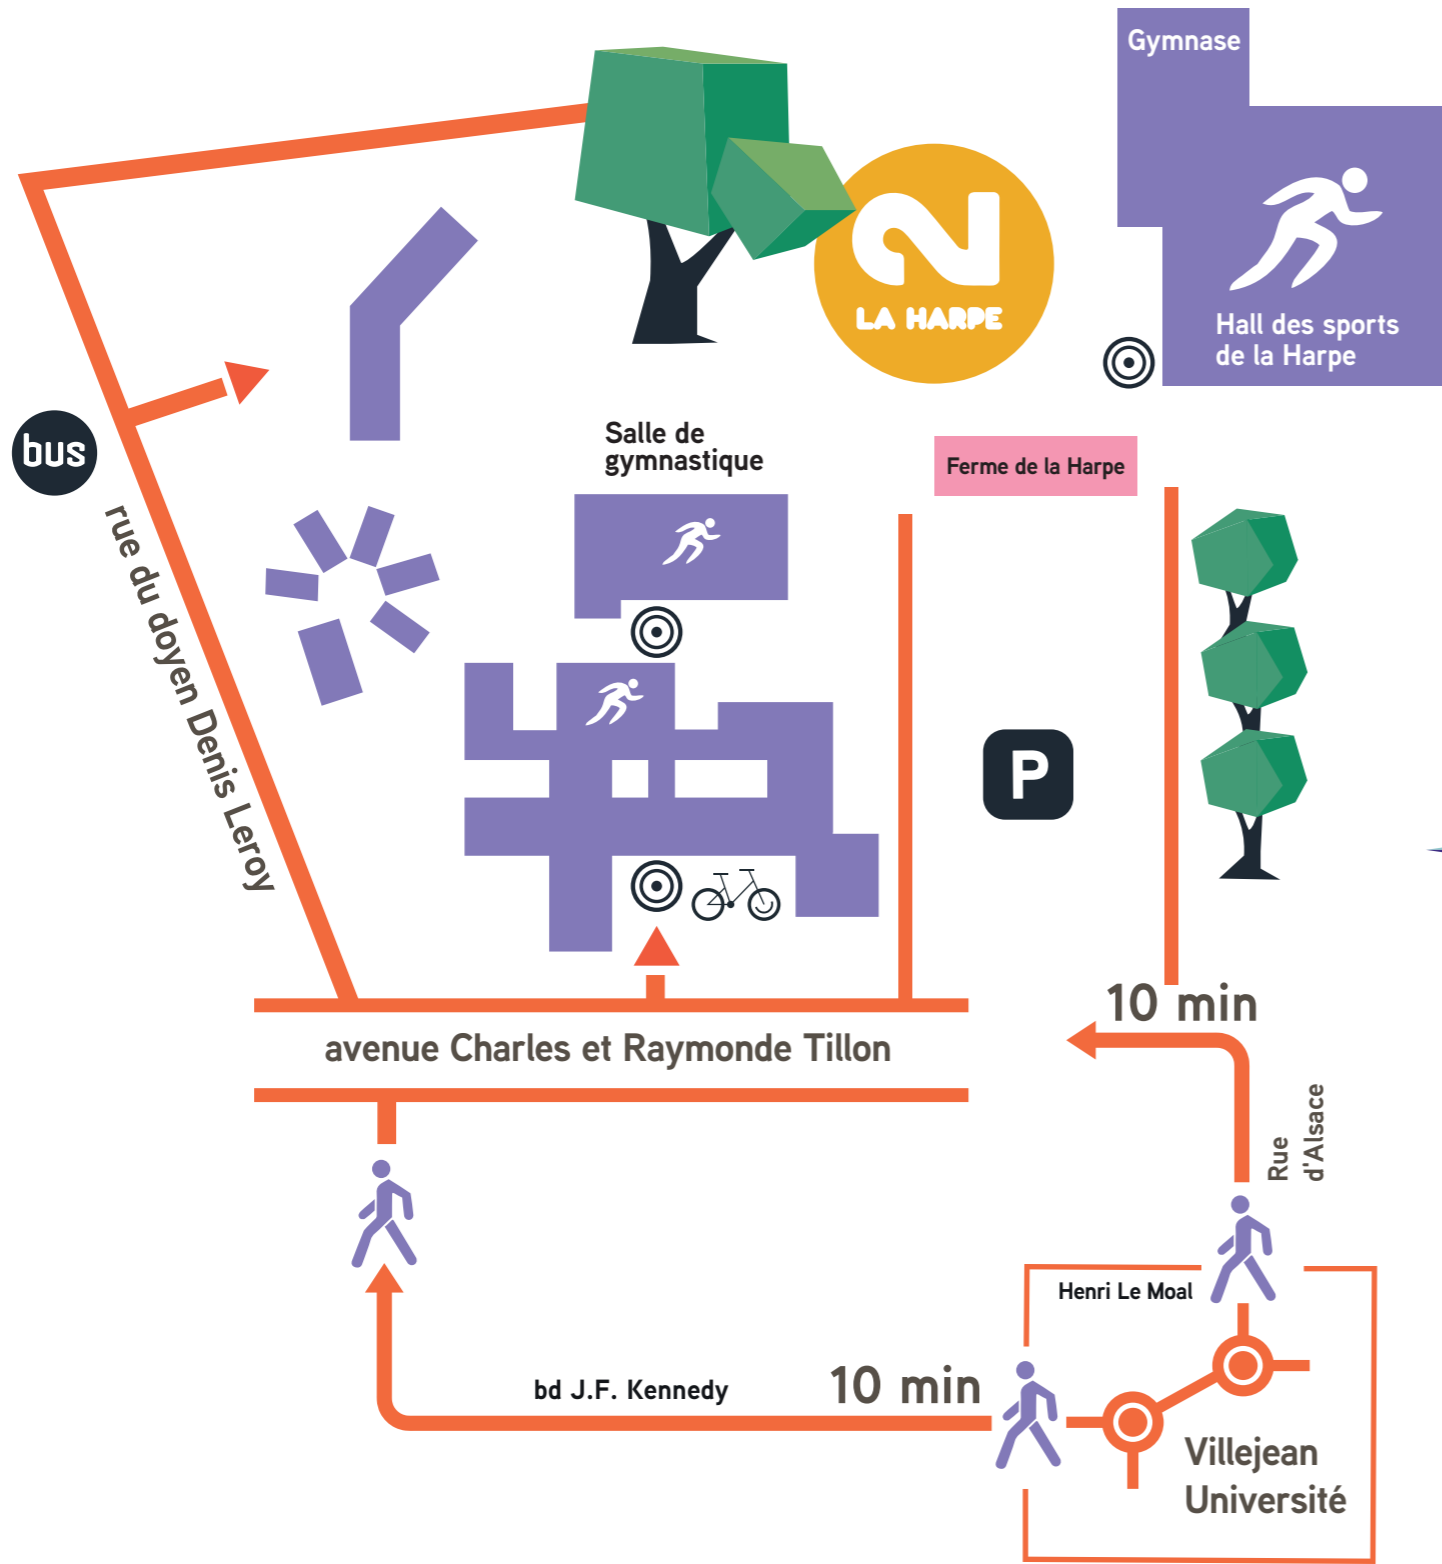 Gymnase
2
LA HARPE
Hall des sports
de la Harpe
bus
Salle de
gymnastique
Ferme de la Harpe
rue du doyen Denis Leroy
P
10 min
avenue Charles et Raymonde Tillon
Rue
d'Alsace
Henri Le Moal
bd J.F. Kennedy
10 min
Villejean
Université